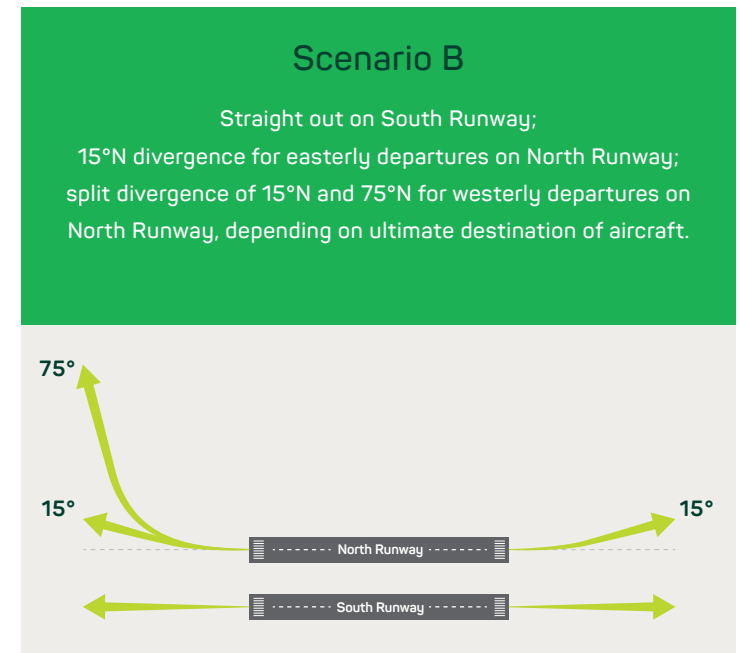 Scenario B
Straight out on South Runway;
15°N divergence for easterly departures on North Runway;
split divergence of 15°N and 75°N for westerly departures on
North Runway, depending on ultimate destination of aircraft.
75°
15°
15°
North Runway
South Runway